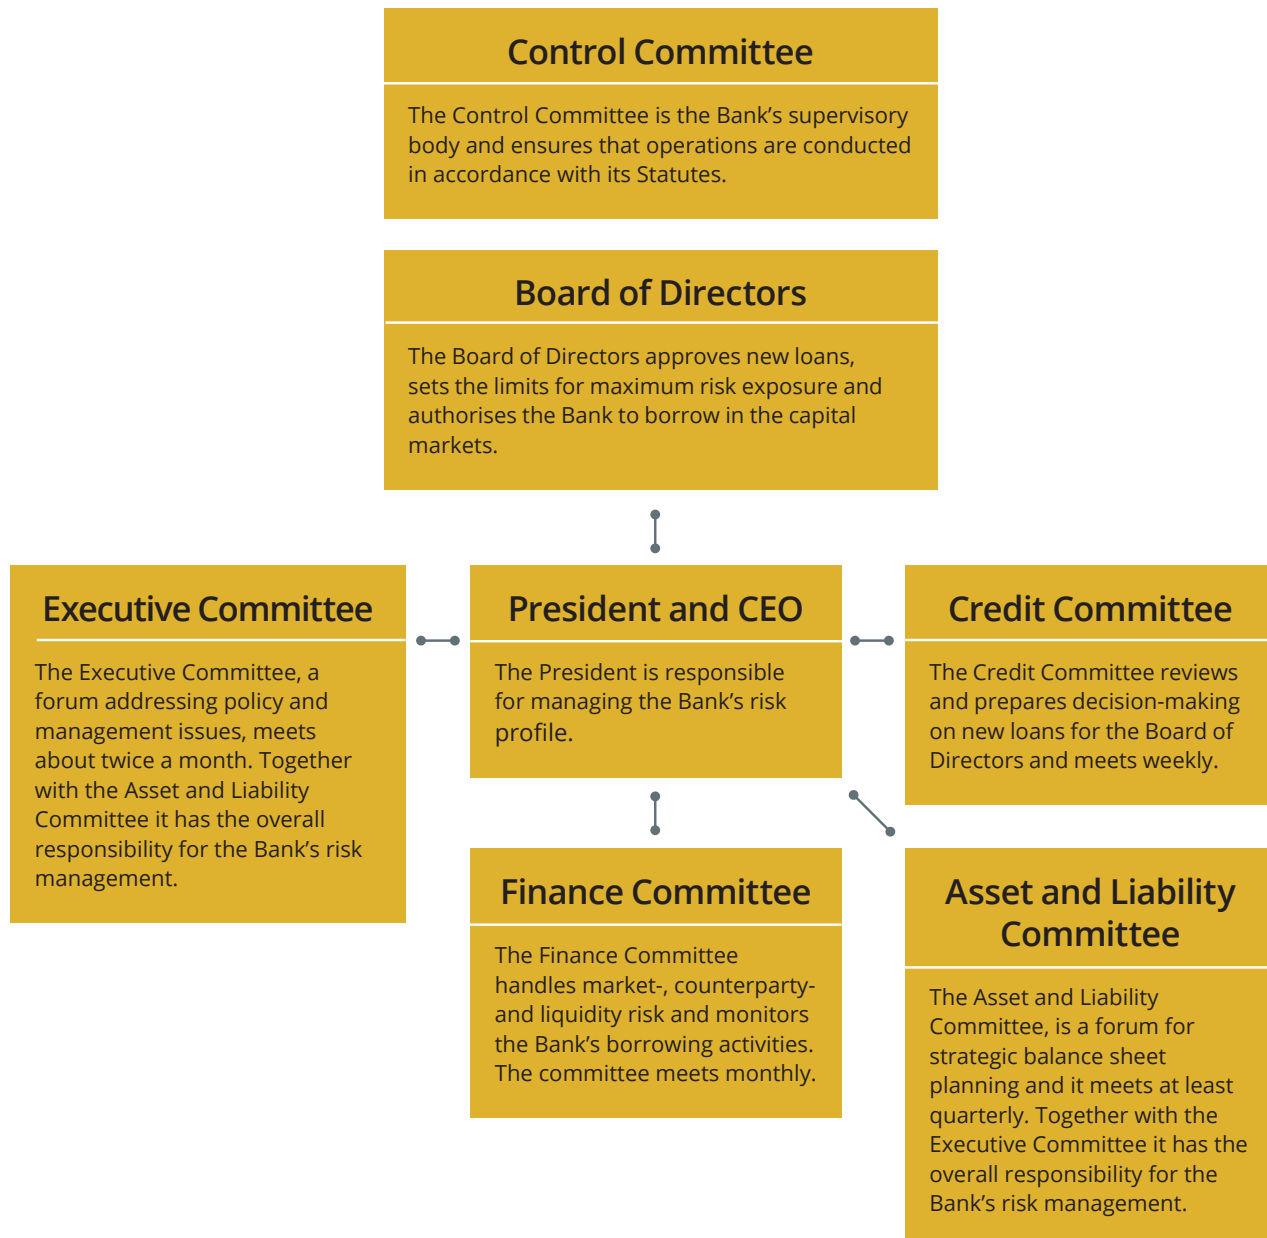 Control Committee
The Control Committee is the Bank’s supervisory
body and ensures that operations are conducted
in accordance with its Statutes.
Board of Directors
The Board of Directors approves new loans,
sets the limits for maximum risk exposure and
authorises the Bank to borrow in the capital
markets.
Executive Committee
The Executive Committee, a
forum addressing policy and
management issues, meets
about twice a month. Together
with the Asset and Liability
Committee it has the overall
responsibility for the Bank’s risk
management.
President and CEO
The President is responsible
for managing the Bank’s risk
profile.
Credit Committee
The Credit Committee reviews
and prepares decision-making
on new loans for the Board of
Directors and meets weekly.
Finance Committee
The Finance Committee
handles market-, counterparty-
and liquidity risk and monitors
the Bank’s borrowing activities.
The committee meets monthly.
Asset and Liability
Committee
The Asset and Liability
Committee, is a forum for
strategic balance sheet
planning and it meets at least
quarterly. Together with the
Executive Committee it has the
overall responsibility for the
Bank’s risk management.